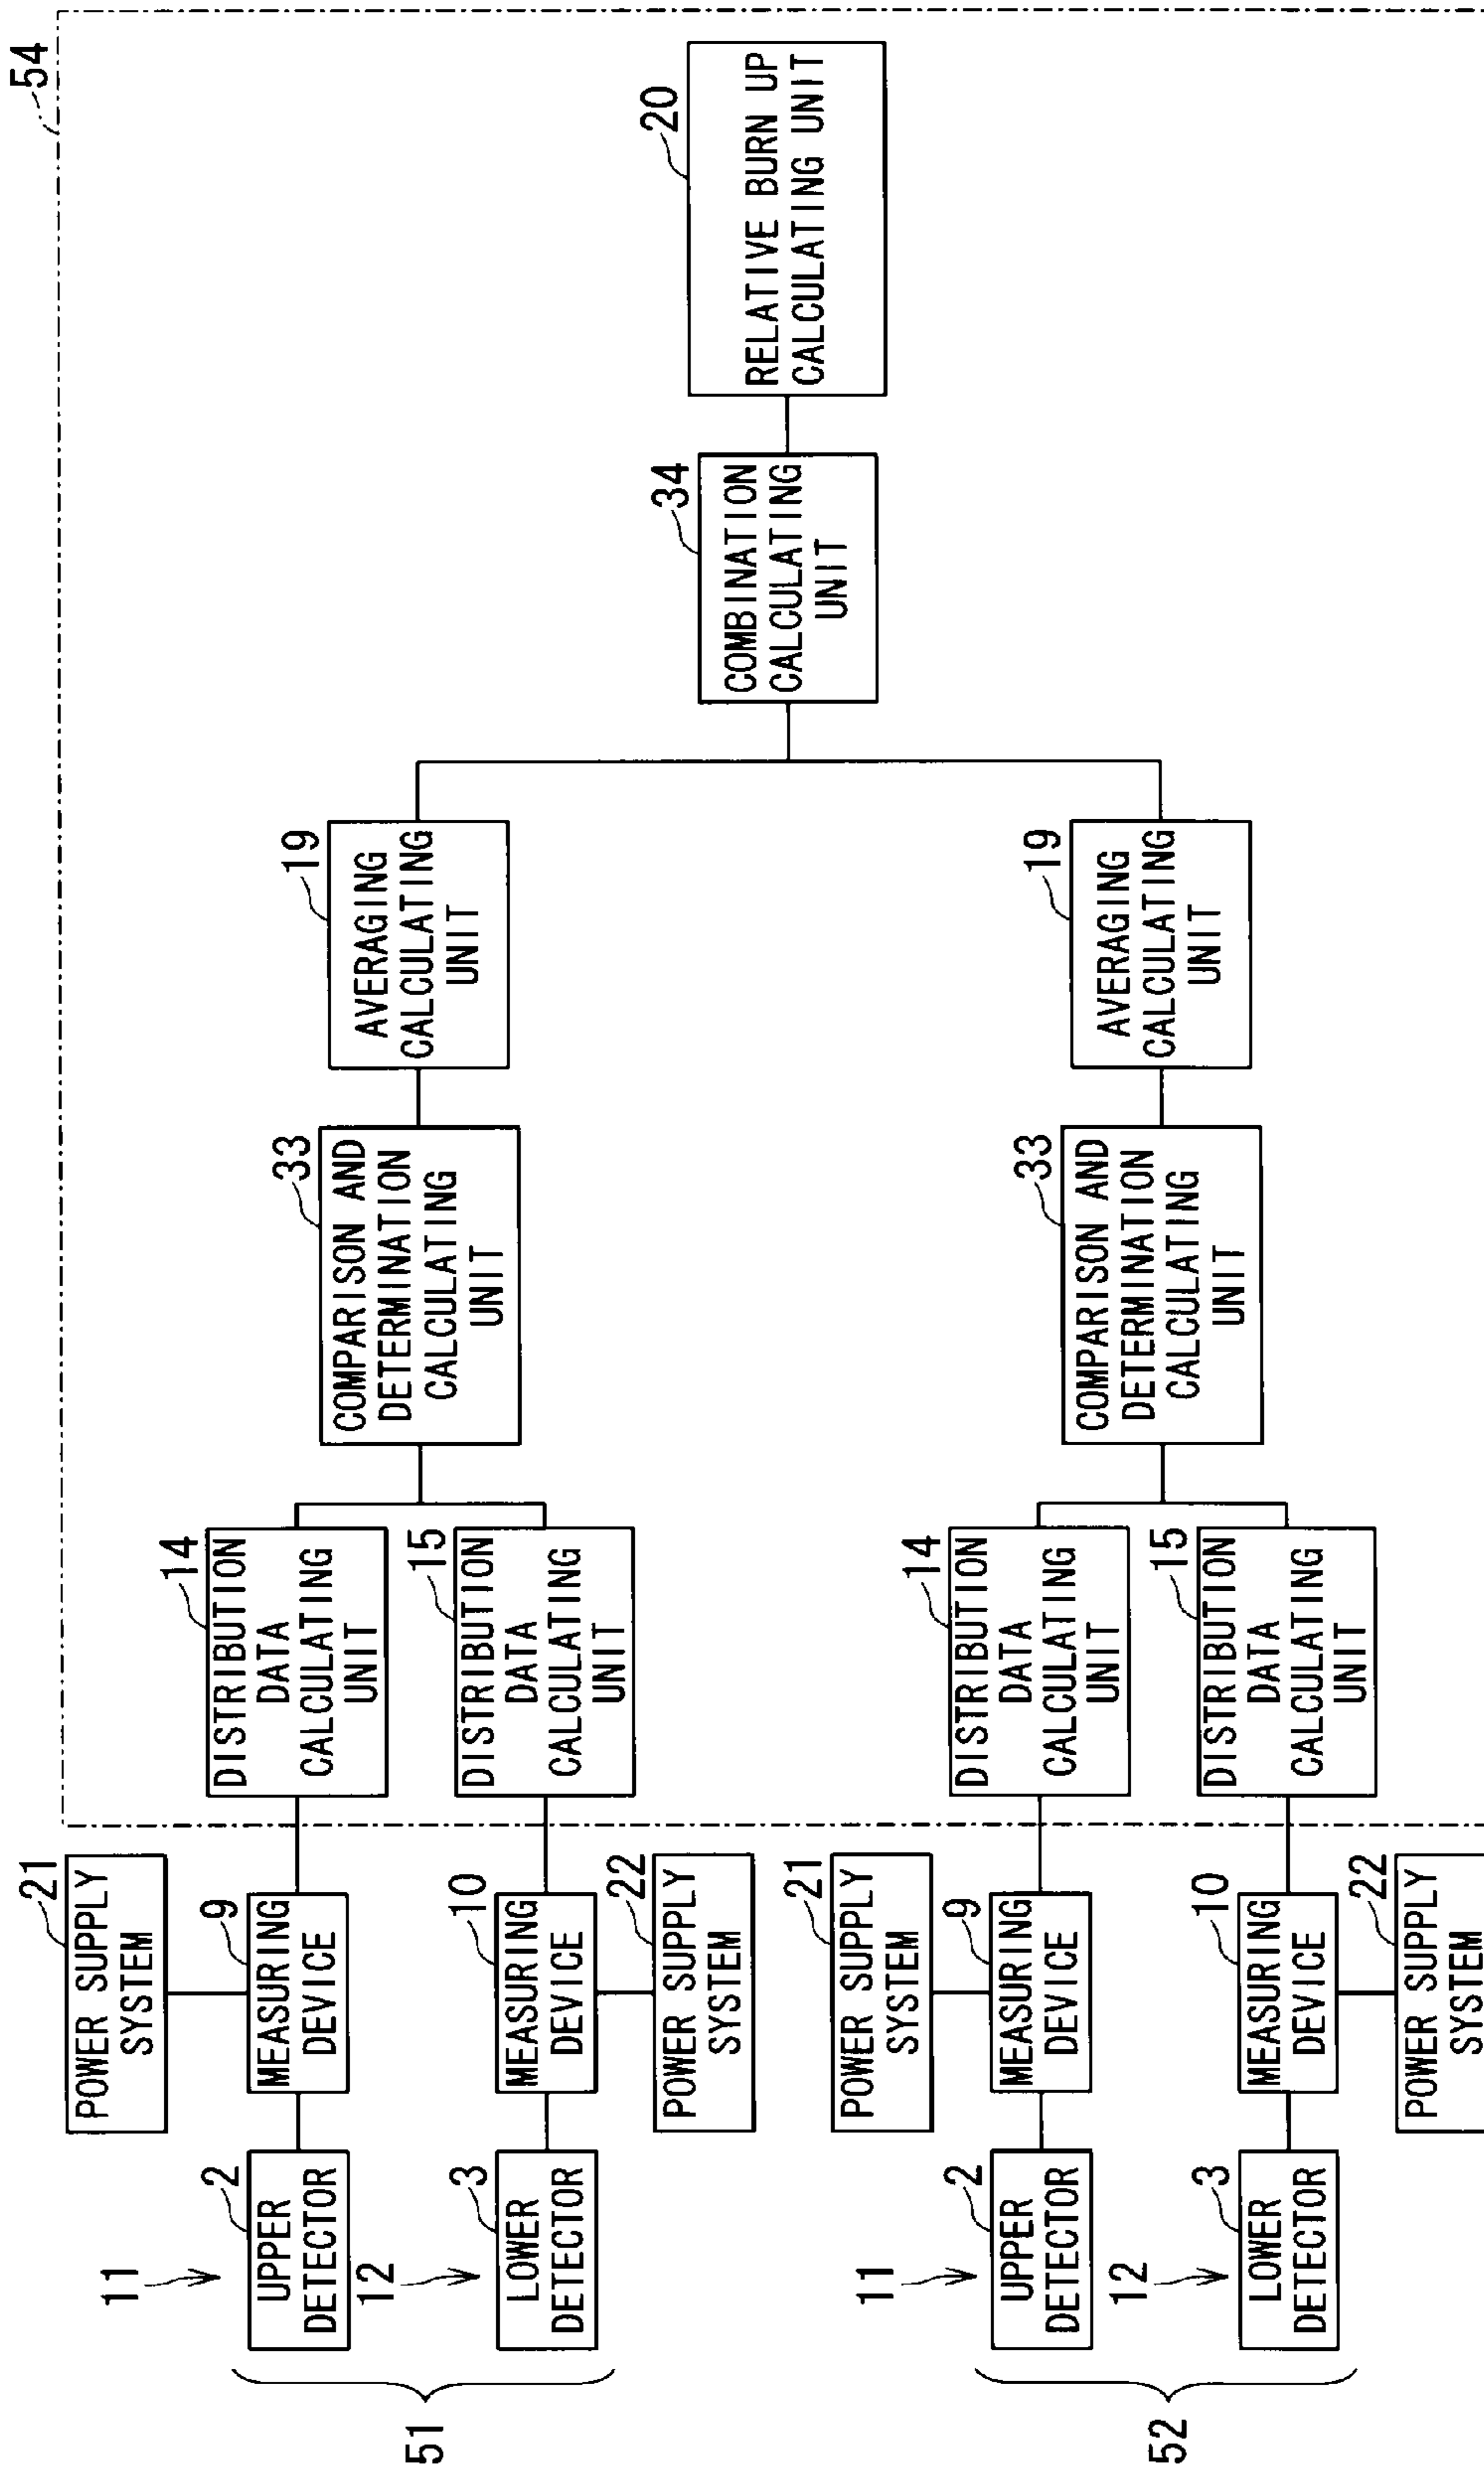 54
21
POWER SUPPLY
SYSTEM
11
2
UPPER
DETECTOR
9
MEASURING
DEVICE
14
DISTRIBUTION
DATA
CALCULATING
UNIT
12
3
LOWER
DETECTOR
10
MEASURING
DEVICE
15
DISTRIBUTION
DATA
CALCULATING
UNIT
22
POWER SUPPLY
SYSTEM
51
33
COMPARISON AND
DETERMINATION
CALCULATING
UNIT
19
AVERAGING
CALCULATING
UNIT
34
COMBINATION
CALCULATING
UNIT
20
RELATIVE BURN UP
CALCULATING UNIT
21
POWER SUPPLY
SYSTEM
11
2
UPPER
DETECTOR
9
MEASURING
DEVICE
14
DISTRIBUTION
DATA
CALCULATING
UNIT
12
3
LOWER
DETECTOR
10
MEASURING
DEVICE
15
DISTRIBUTION
DATA
CALCULATING
UNIT
22
POWER SUPPLY
SYSTEM
52
33
COMPARISON AND
DETERMINATION
CALCULATING
UNIT
19
AVERAGING
CALCULATING
UNIT